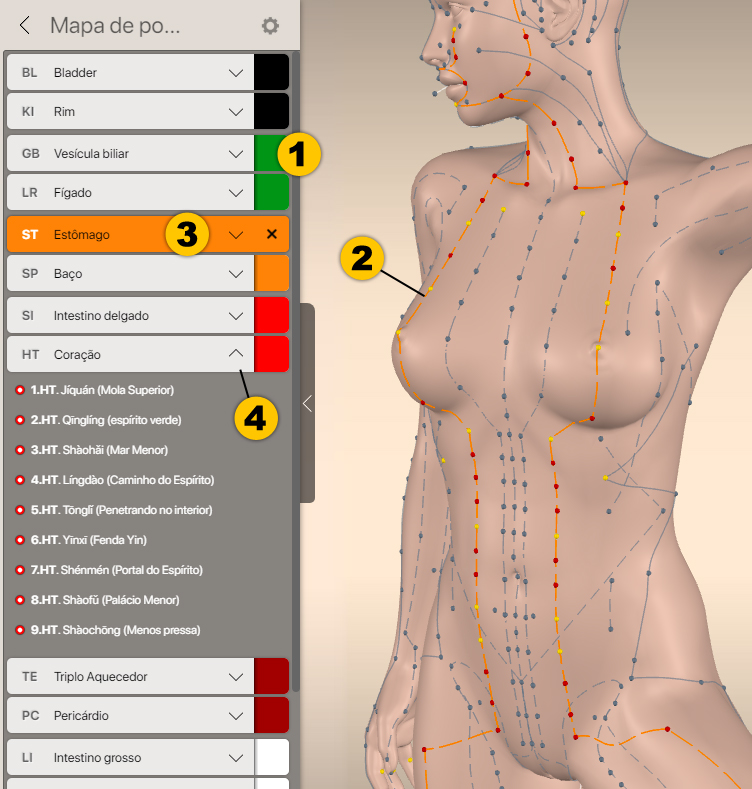 Mapa de po...
BL Bladder
KI Rim
GB Vesícula biliar
1
LR Fígado
ST Estômago
3
2
SP Baço
SI Intestino delgado
HT Coração
4
1.HT. Jíquán (Mola Superior)
2.HT. Qīnglíng (espírito verde)
3.HT. Shàohǎi (Mar Menor)
4.HT. Língdào (Caminho do Espírito)
5.HT. Tōnglǐ (Penetrando no interior)
6.HT. Yīnxì (Fenda Yin)
7.HT. Shénmén (Portal do Espírito)
8.HT. Shàofǔ (Palácio Menor)
9.HT. Shàochōng (Menos pressa)
TE Triplo Aquecedor
PC Pericárdio
LI Intestino grosso